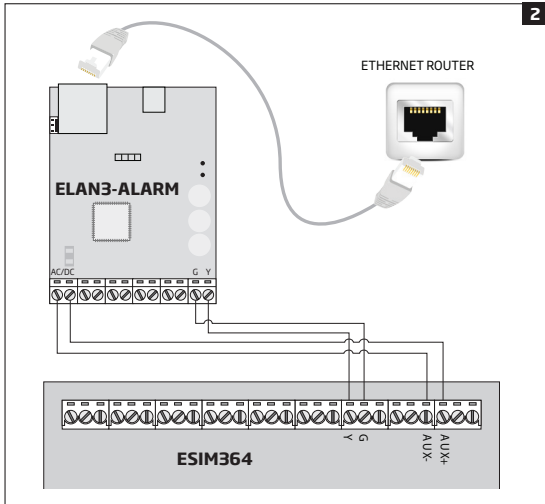 2
ETHERNET ROUTER
ELAN3-ALARM
AC/DC
G Y
Y
G
AUX-
AUX+
ESIM364